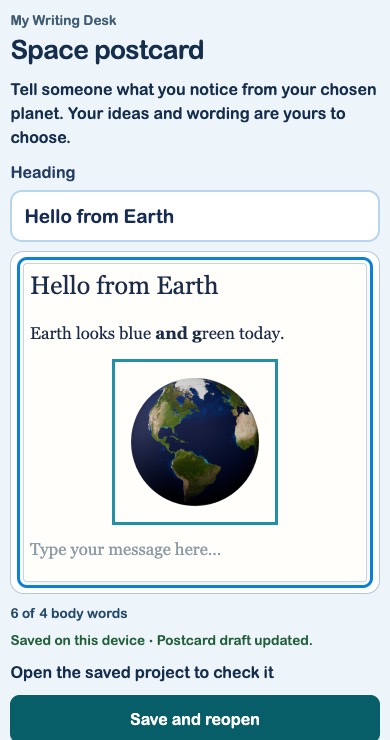 My Writing Desk
Space postcard
Tell someone what you notice from your chosen
planet. Your ideas and wording are yours to
choose.
Heading
Hello from Earth
Hello from Earth
Earth looks blue and green today.
Type your message here...
6 of 4 body words
Saved on this device · Postcard draft updated.
Open the saved project to check it
Save and reopen